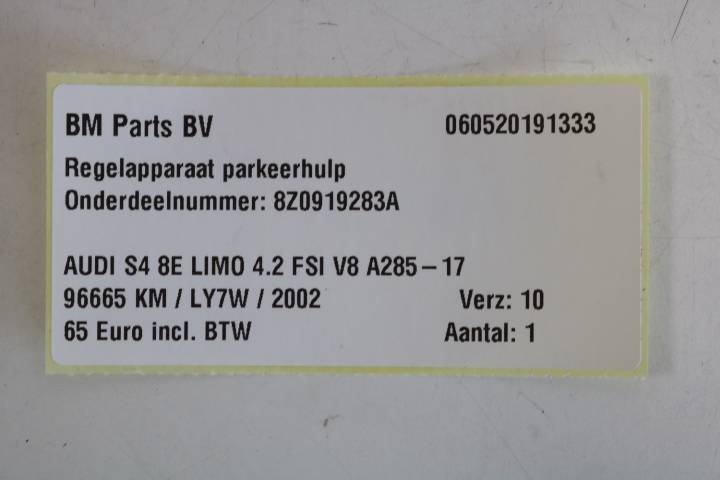 BM Parts BV 060520191333
Regelapparaat parkeerhulp
Onderdeelnummer: 8Z0919283A
AUDI S4 8E LIMO 4.2 FSI V8 A285-17
96665 KM / LY7W / 2002 Verz: 10
65 Euro incl. BTW Aantal: 1